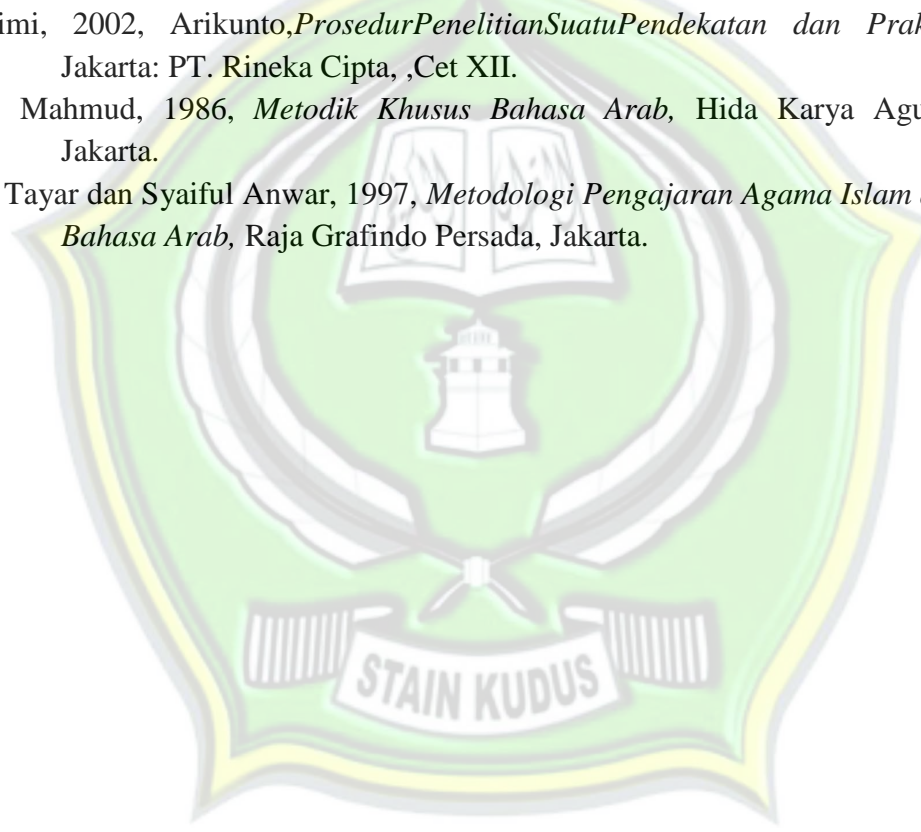 imi, 2002, Arikunto,ProsedurPenelitianSuatuPendekatan dan Prak
Jakarta: PT. Rineka Cipta, ,Cet XII.
Mahmud, 1986, Metodik Khusus Bahasa Arab, Hida Karya Agu
Jakarta.
Tayar dan Syaiful Anwar, 1997, Metodologi Pengajaran Agama Islam
Bahasa Arab, Raja Grafindo Persada, Jakarta.
STAIN KUDUS